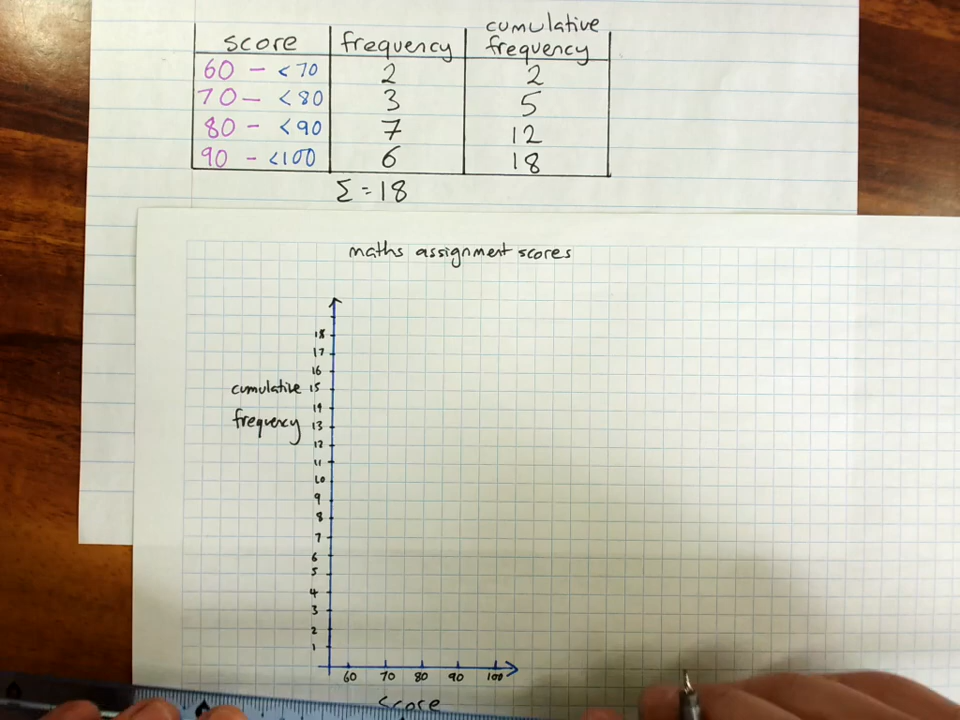 cumulative
score frequency frequency
60 - <70 2 2
70 - <80 3 5
80 - <90 7 12
90 - <100 6 18
Σ = 18
maths assignment scores
18
17
16
cumulative 15
14
frequency 13
12
11
10
9
8
7
6
5
4
3
2
1
60 70 80 90 100
score